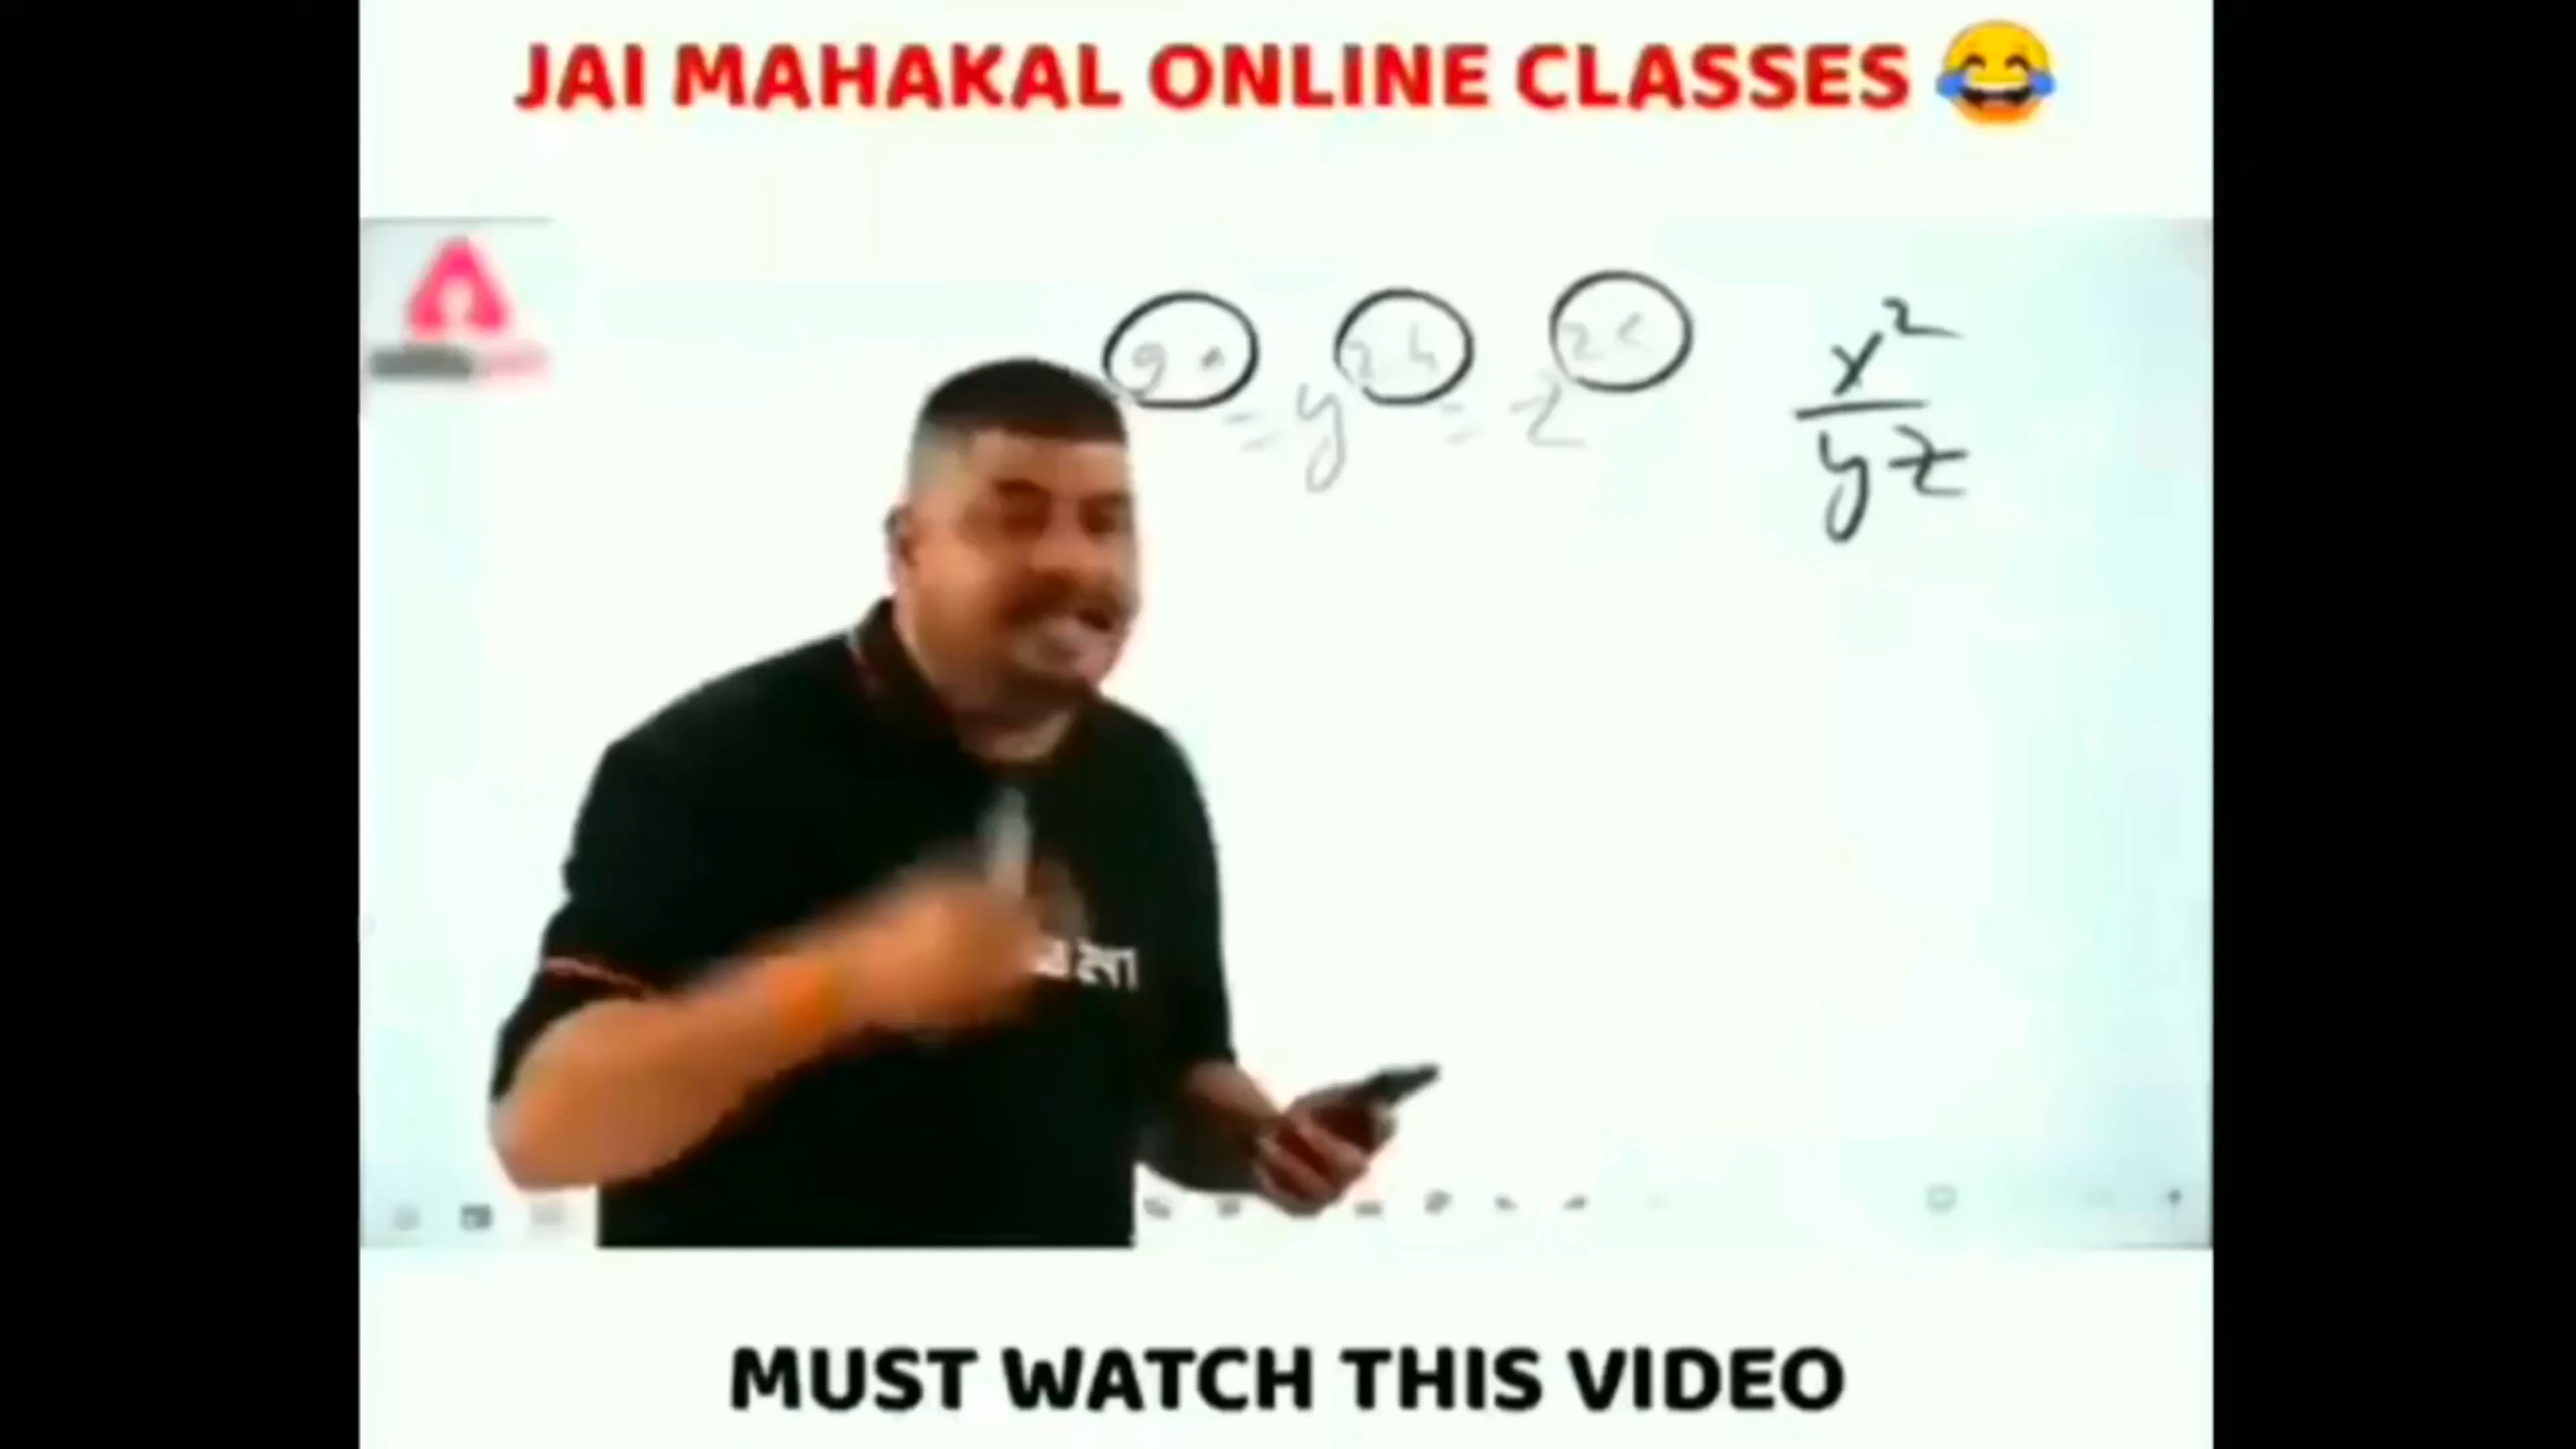 JAI MAHAKAL ONLINE CLASSES 😂
= y = z
x²
yz
MUST WATCH THIS VIDEO